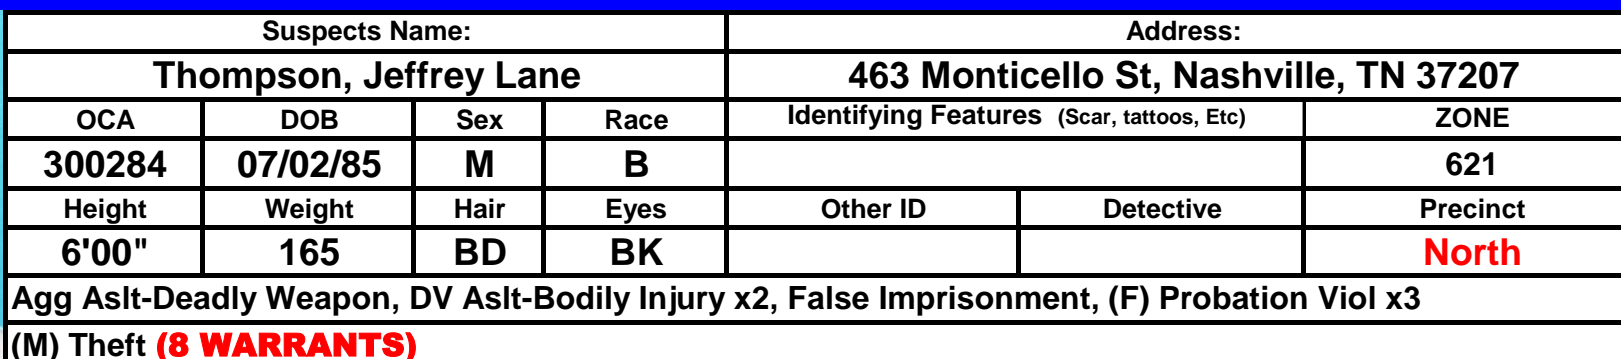 Suspects Name: Address:
Thompson, Jeffrey Lane 463 Monticello St, Nashville, TN 37207
OCA DOB Sex Race Identifying Features (Scar, tattoos, Etc) ZONE
300284 07/02/85 M B 621
Height Weight Hair Eyes Other ID Detective Precinct
6'00" 165 BD BK North
Agg Aslt-Deadly Weapon, DV Aslt-Bodily Injury x2, False Imprisonment, (F) Probation Viol x3
(M) Theft (8 WARRANTS)